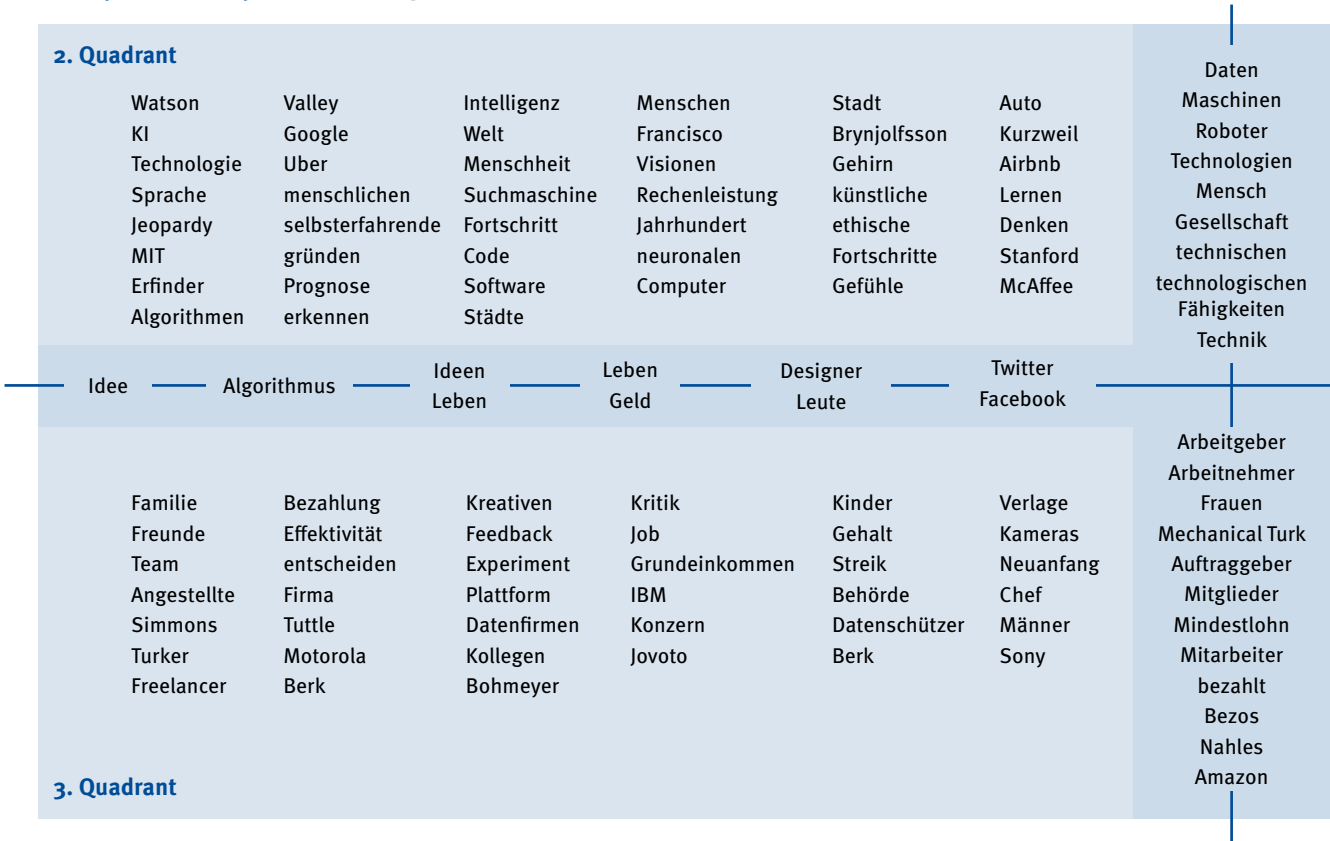 2. Quadrant
Watson Valley Intelligenz Menschen Stadt Auto
KI Google Welt Francisco Brynjolfsson Kurzweil
Technologie Uber Menschheit Visionen Gehirn Airbnb
Sprache menschlichen Suchmaschine Rechenleistung künstliche Lernen
Jeopardy selbsterfahrende Fortschritt Jahrhundert ethische Denken
MIT gründen Code neuronalen Fortschritte Stanford
Erfinder Prognose Software Computer Gefühle McAffee
Algorithmen erkennen Städte
Daten
Maschinen
Roboter
Technologien
Mensch
Gesellschaft
technischen
technologischen
Fähigkeiten
Technik
Idee Algorithmus Ideen Leben Designer Twitter
Leben Geld Leute Facebook
Familie Bezahlung Kreativen Kritik Kinder Verlage
Freunde Effektivität Feedback Job Gehalt Kameras
Team entscheiden Experiment Grundeinkommen Streik Neuanfang
Angestellte Firma Plattform IBM Behörde Chef
Simmons Tuttle Datenfirmen Konzern Datenschützer Männer
Turker Motorola Kollegen Jovoto Berk Sony
Freelancer Berk Bohmeyer
Arbeitgeber
Arbeitnehmer
Frauen
Mechanical Turk
Auftraggeber
Mitglieder
Mindestlohn
Mitarbeiter
bezahlt
Bezos
Nahles
Amazon
3. Quadrant